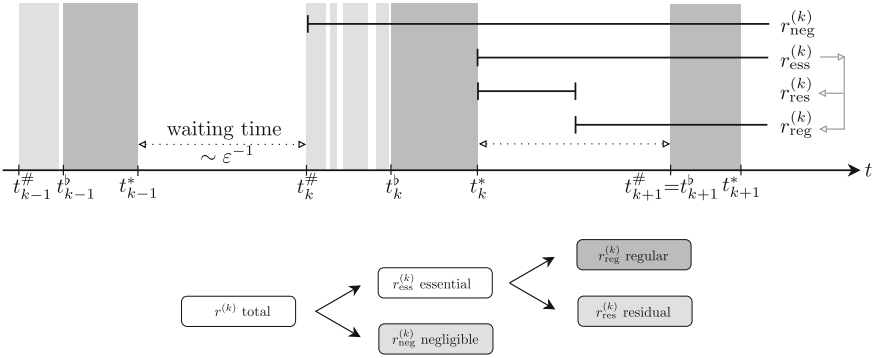 r_neg^(k)
r_ess^(k)
r_res^(k)
r_reg^(k)
waiting time
∼ ε^−1
t
t_{k−1}^# t_{k−1}^♭ t_{k−1}^* t_k^# t_k^♭ t_k^* t_{k+1}^#=t_{k+1}^♭ t_{k+1}^*
r_reg^(k) regular
r_ess^(k) essential
r^(k) total
r_res^(k) residual
r_neg^(k) negligible